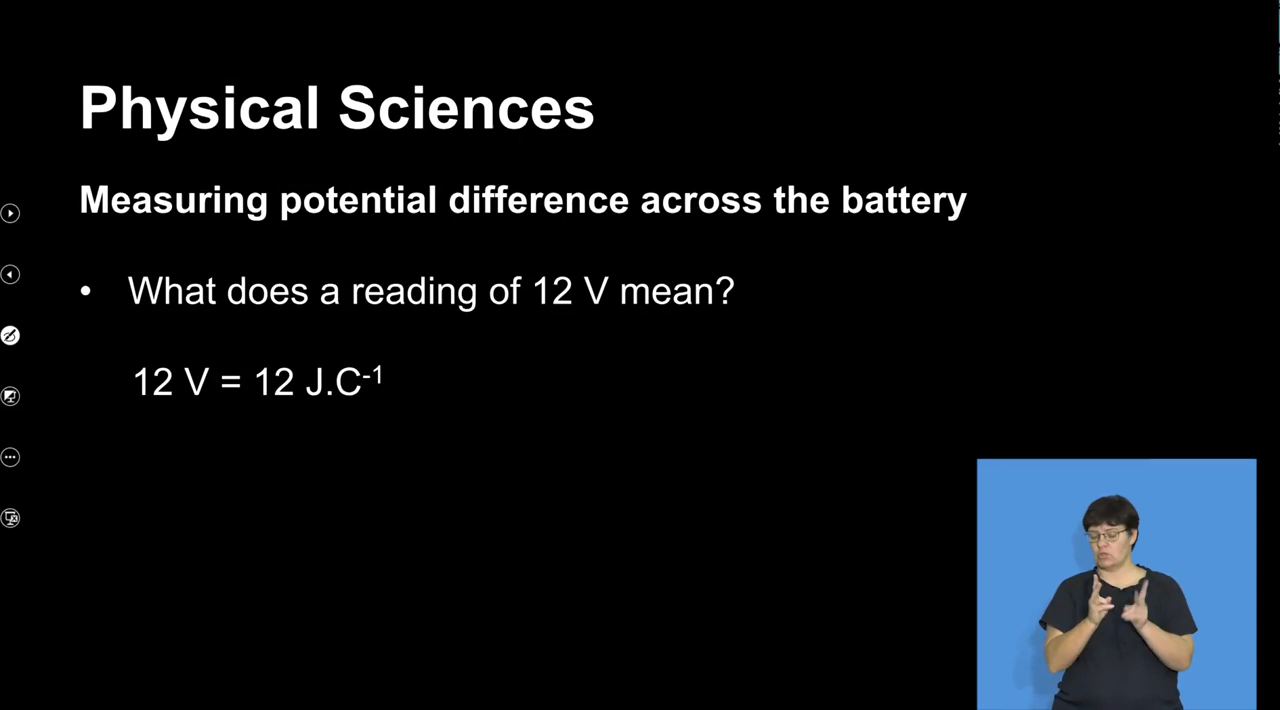 Physical Sciences
Measuring potential difference across the battery
• What does a reading of 12 V mean?
12 V = 12 J.C⁻¹